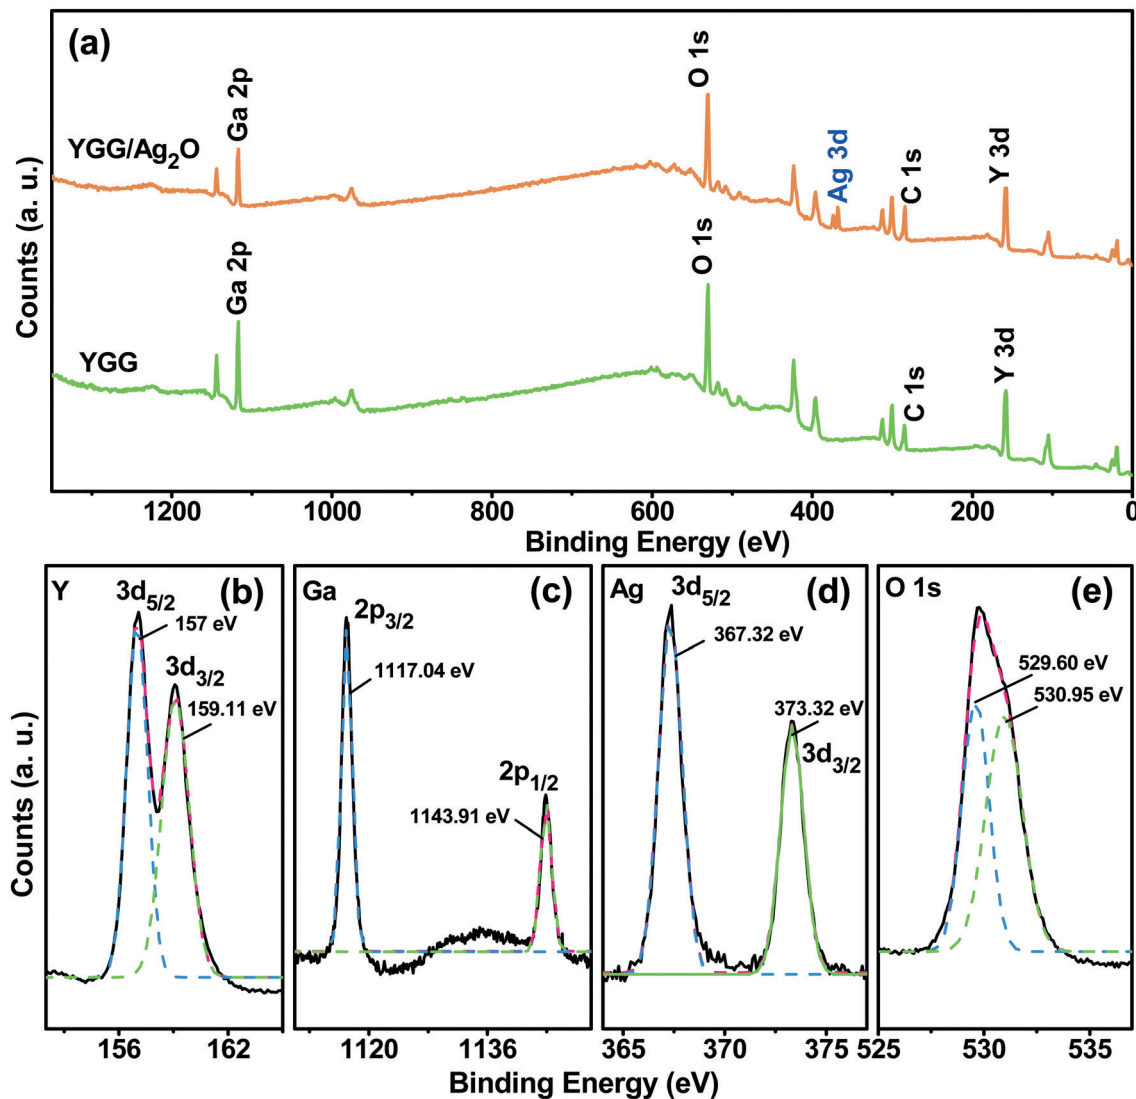 (a)
Counts (a. u.)
YGG/Ag₂O
Ga 2p
O 1s
Ag 3d
C 1s
Y 3d
YGG
Ga 2p
O 1s
C 1s
Y 3d
1200 1000 800 600 400 200 0
Binding Energy (eV)
Counts (a. u.)
Y (b)
3d₅/₂
157 eV
3d₃/₂
159.11 eV
156 162
Ga (c)
2p₃/₂
1117.04 eV
2p₁/₂
1143.91 eV
1120 1136
Ag (d)
3d₅/₂
367.32 eV
373.32 eV
3d₃/₂
365 370 375
O 1s (e)
529.60 eV
530.95 eV
525 530 535
Binding Energy (eV)